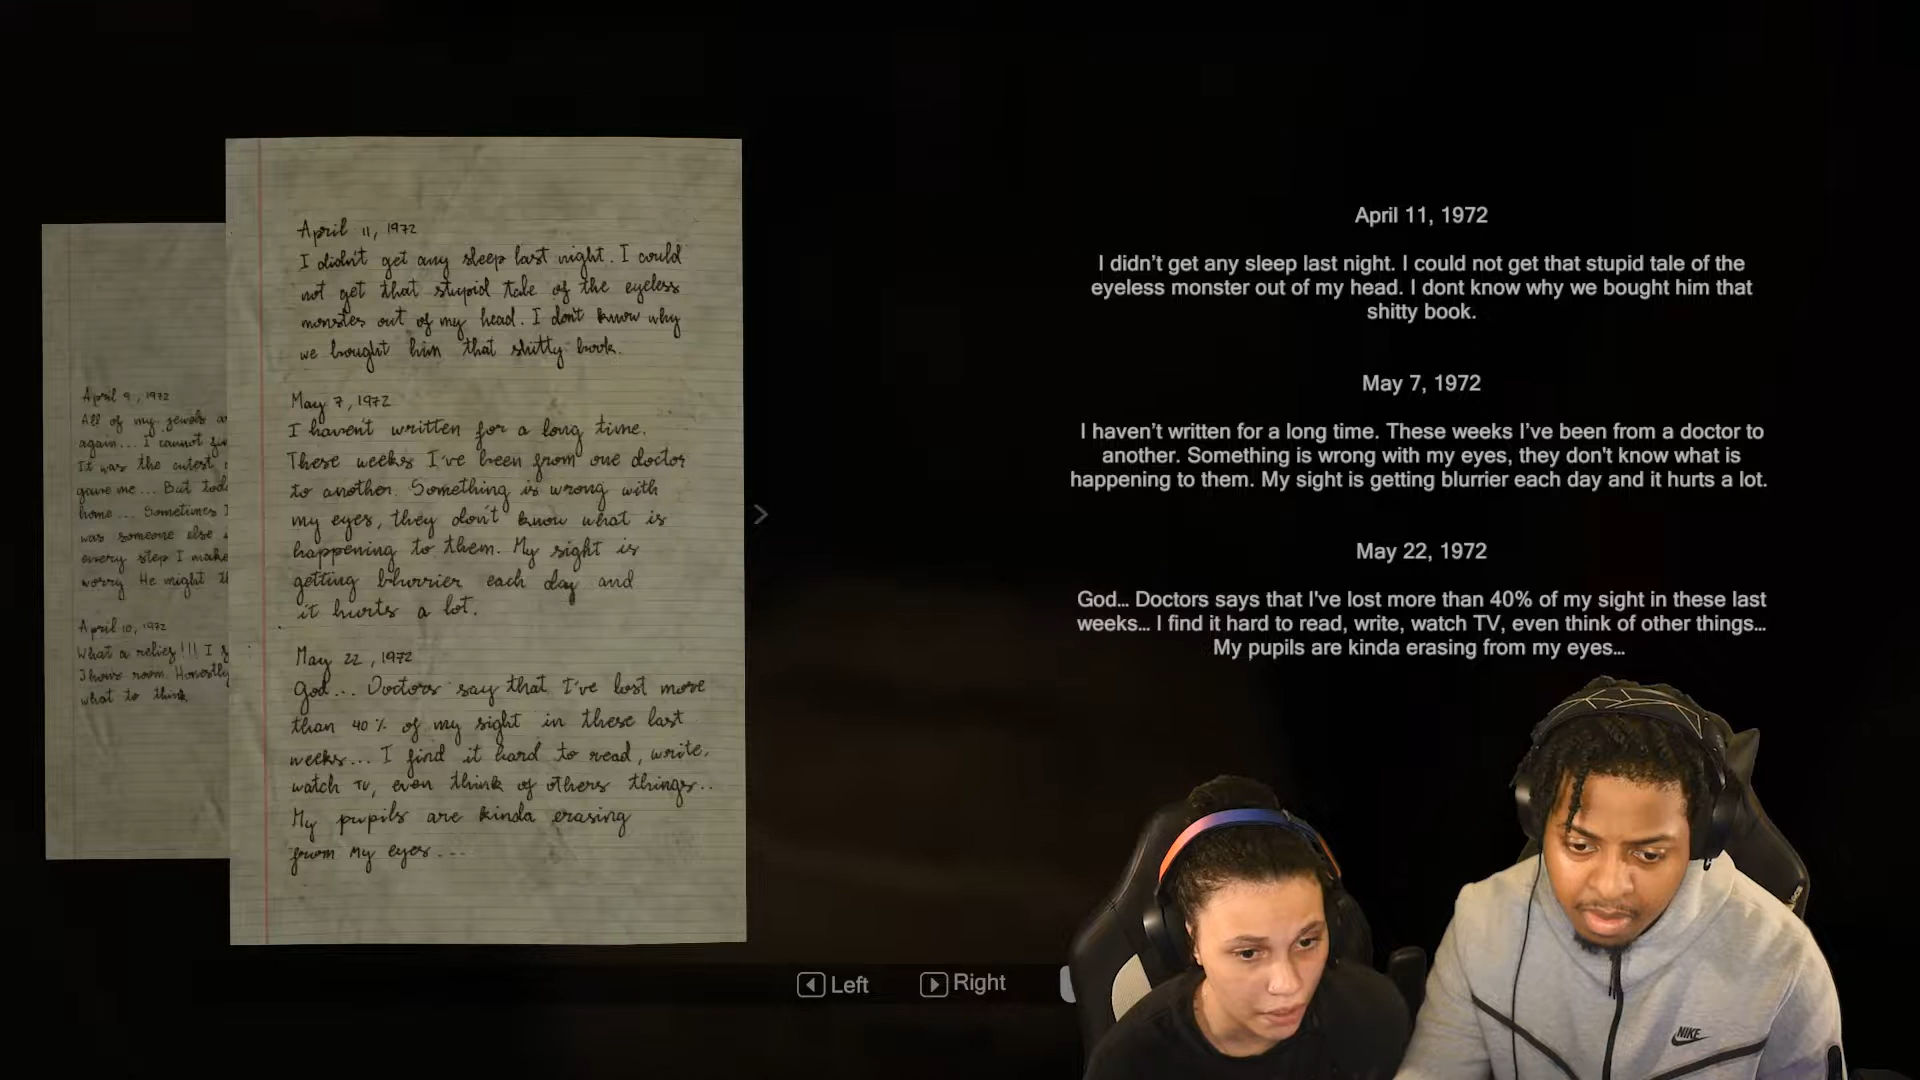 April 9, 1972
All of my jewels
again... I cannot
It was the cutest
gave me... But
home... Sometimes I
was someone else
every step I make
worry He might
April 10, 1972
What a relief!!! I
room. Honestly
what to think
April 11, 1972
I didn't get any sleep last night. I could
not get that stupid tale of the eyeless
monster out of my head. I don't know why
we bought him that shitty book.
May 7, 1972
I haven't written for a long time.
These weeks I've been from one doctor
to another. Something is wrong with
my eyes, they don't know what is
happening to them. My sight is
getting blurrier each day and
it hurts a lot.
May 22, 1972
God... Doctors say that I've lost more
than 40% of my sight in these last
weeks... I find it hard to read, write,
watch TV, even think of others things..
My pupils are kinda erasing
from my eyes...
April 11, 1972
I didn’t get any sleep last night. I could not get that stupid tale of the
eyeless monster out of my head. I dont know why we bought him that
shitty book.
May 7, 1972
I haven’t written for a long time. These weeks I’ve been from a doctor to
another. Something is wrong with my eyes, they don't know what is
happening to them. My sight is getting blurrier each day and it hurts a lot.
May 22, 1972
God... Doctors says that I've lost more than 40% of my sight in these last
weeks... I find it hard to read, write, watch TV, even think of other things...
My pupils are kinda erasing from my eyes...
Left
Right
NIKE